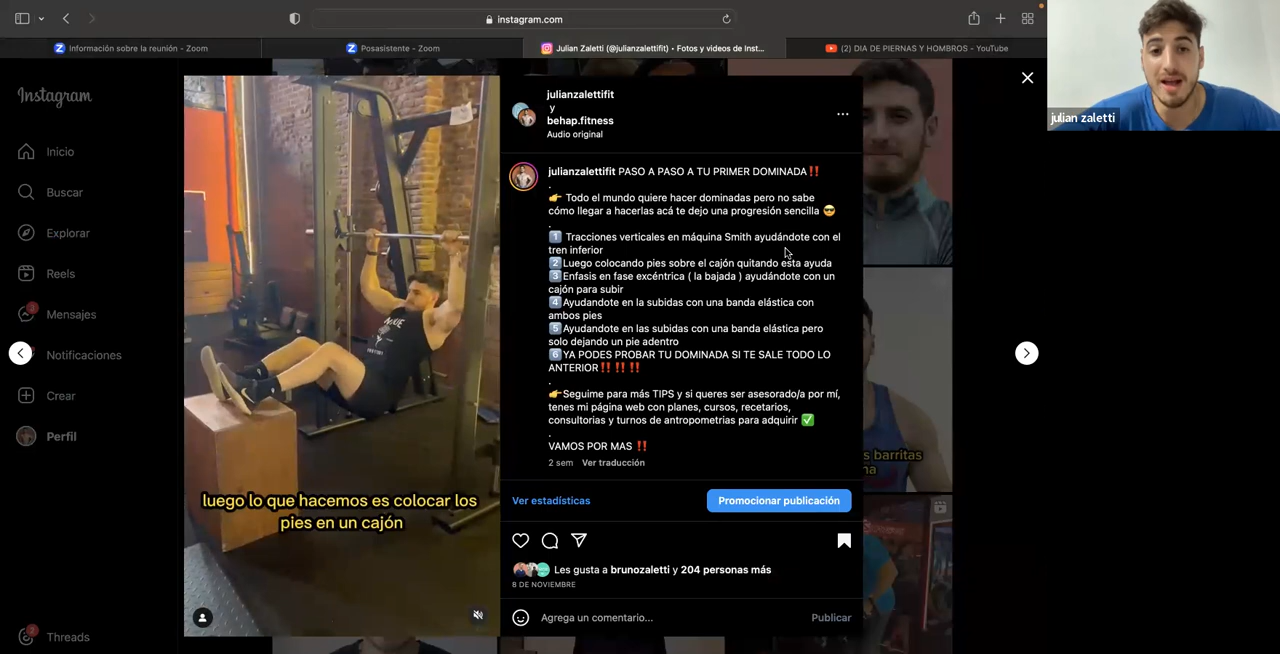 instagram.com
Información sobre la reunión - Zoom
Posasistente - Zoom
Julian Zaletti (@julianzalettifit) • Fotos y videos de Inst...
(2) DIA DE PIERNAS Y HOMBROS - YouTube
julian zaletti
Instagram
Inicio
Buscar
Explorar
Reels
3
Mensajes
Notificaciones
Crear
Perfil
2
Threads
luego lo que hacemos es colocar los
pies en un cajón
julianzalettifit
y
behap.fitness
Audio original
julianzalettifit PASO A PASO A TU PRIMER DOMINADA‼️
.
👉 Todo el mundo quiere hacer dominadas pero no sabe
cómo llegar a hacerlas acá te dejo una progresión sencilla 😎
.
1️⃣ Tracciones verticales en máquina Smith ayudándote con el
tren inferior
2️⃣Luego colocando pies sobre el cajón quitando esta ayuda
3️⃣Enfasis en fase excéntrica ( la bajada ) ayudándote con un
cajón para subir
4️⃣Ayudandote en la subidas con una banda elástica con
ambos pies
5️⃣Ayudandote en las subidas con una banda elástica pero
solo dejando un pie adentro
6️⃣YA PODES PROBAR TU DOMINADA SI TE SALE TODO LO
ANTERIOR‼️‼️‼️
.
👉Seguime para más TIPS y si queres ser asesorado/a por mí,
tenes mi página web con planes, cursos, recetarios,
consultorias y turnos de antropometrias para adquirir ✅
.
VAMOS POR MAS ‼️
2 sem Ver traducción
Ver estadísticas
Promocionar publicación
Les gusta a brunozaletti y 204 personas más
8 DE NOVIEMBRE
Agrega un comentario...
Publicar
s barritas
na